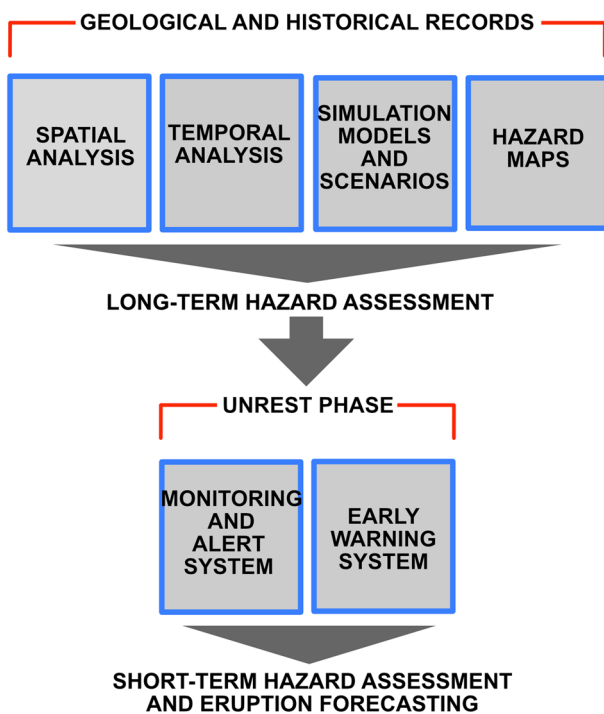 GEOLOGICAL AND HISTORICAL RECORDS
SPATIAL
ANALYSIS
TEMPORAL
ANALYSIS
SIMULATION
MODELS
AND
SCENARIOS
HAZARD
MAPS
LONG-TERM HAZARD ASSESSMENT
UNREST PHASE
MONITORING
AND
ALERT
SYSTEM
EARLY
WARNING
SYSTEM
SHORT-TERM HAZARD ASSESSMENT
AND ERUPTION FORECASTING